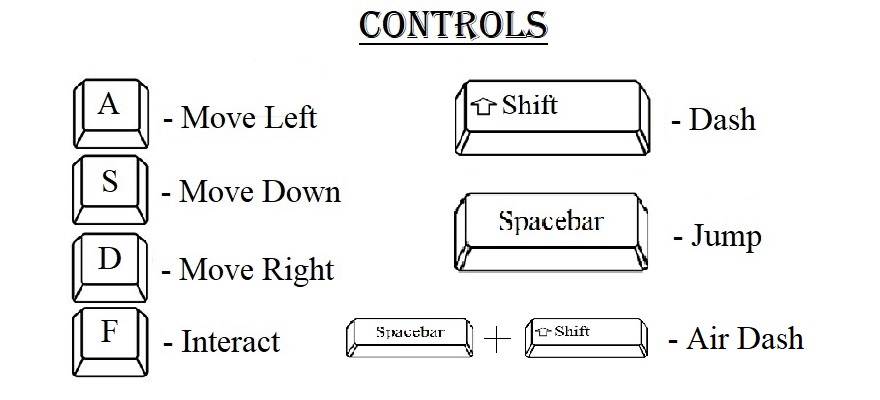 CONTROLS
A - Move Left
S - Move Down
D - Move Right
F - Interact
Shift - Dash
Spacebar - Jump
Spacebar + Shift - Air Dash